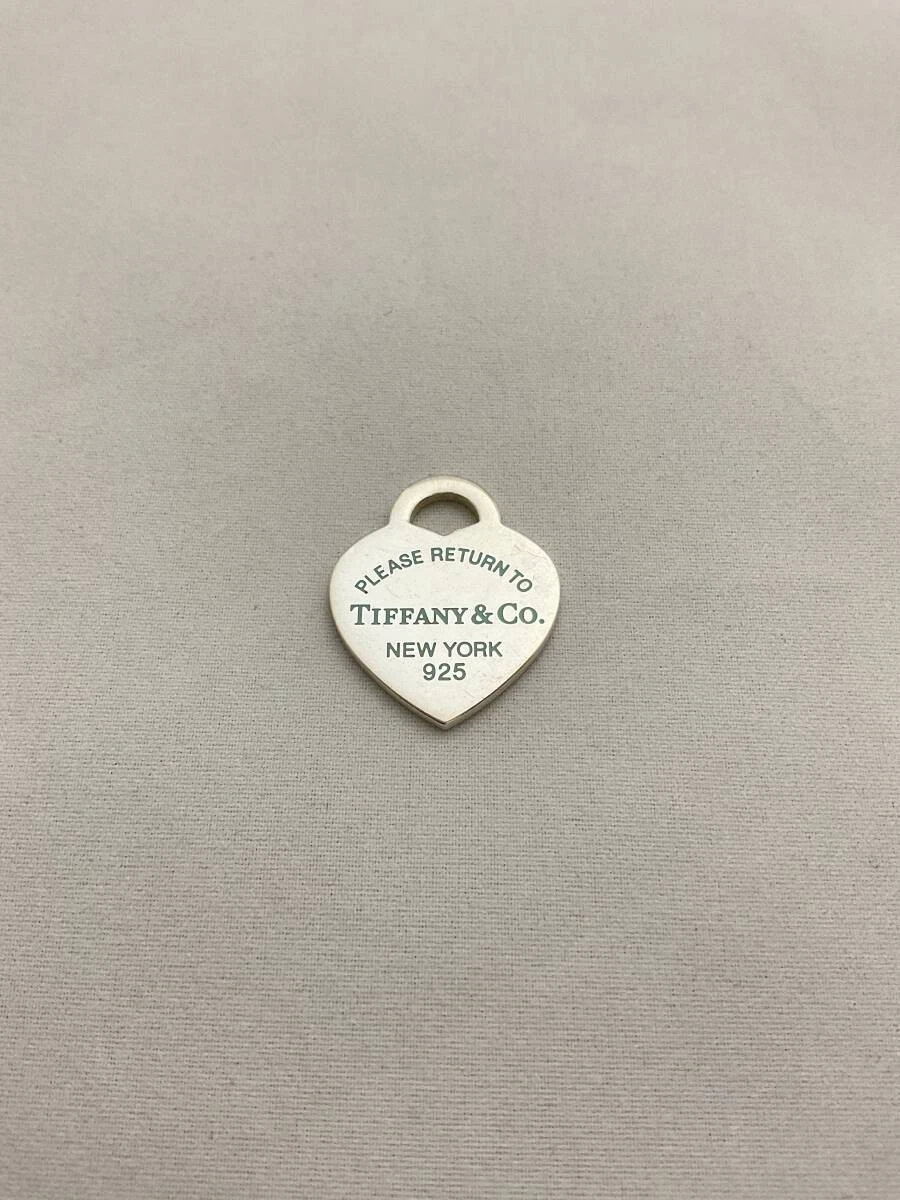 PLEASE RETURN TO
TIFFANY & CO.
NEW YORK
925